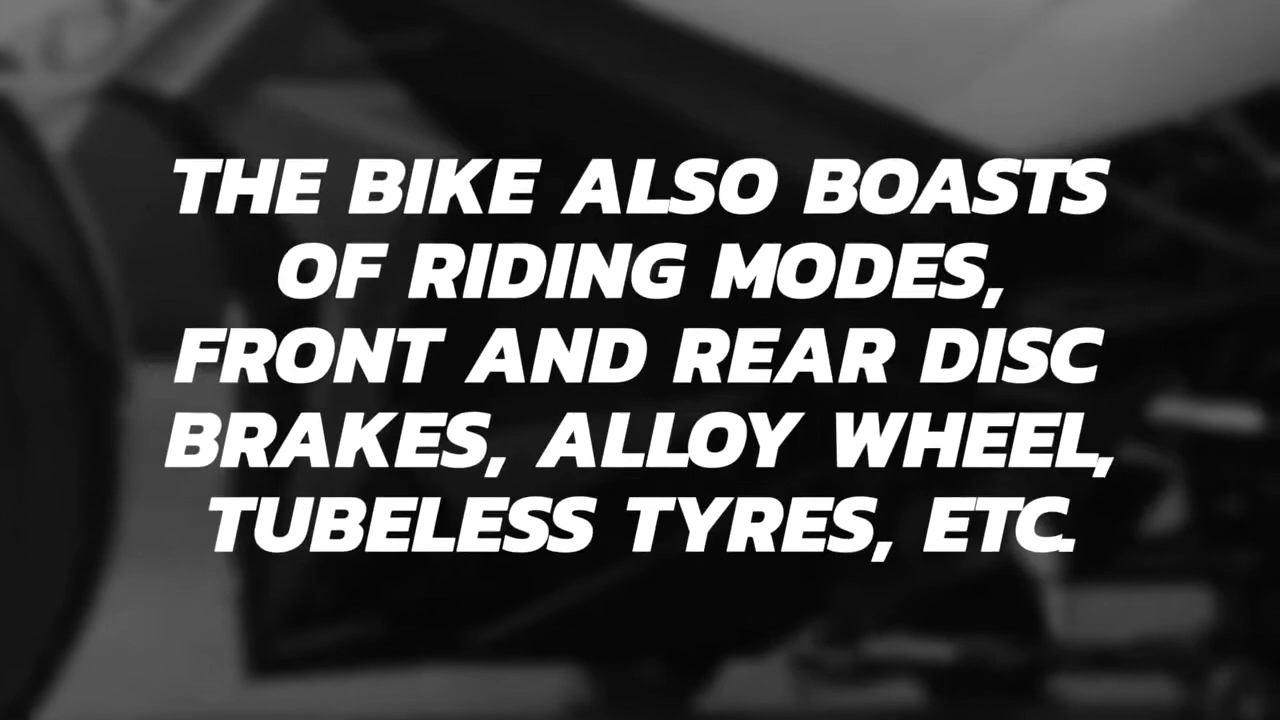 THE BIKE ALSO BOASTS
OF RIDING MODES,
FRONT AND REAR DISC
BRAKES, ALLOY WHEEL,
TUBELESS TYRES, ETC.